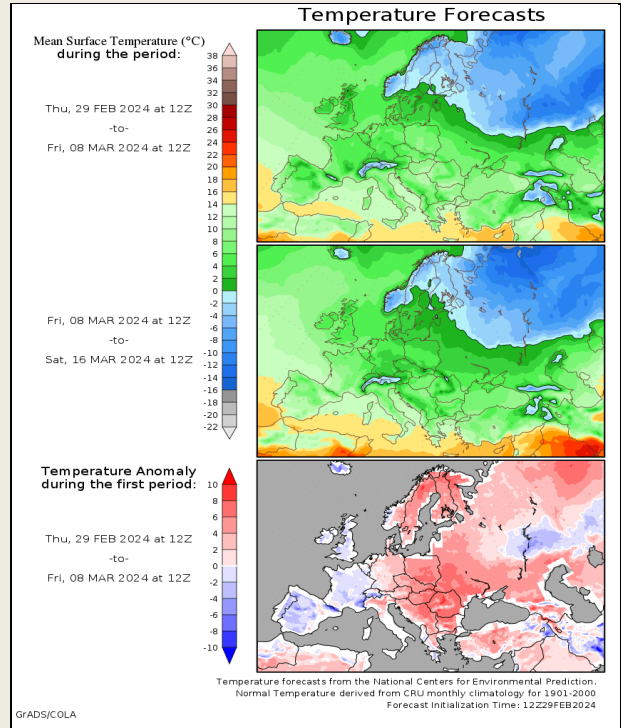 Temperature Forecasts
Mean Surface Temperature (°C)
during the period:
Thu, 29 FEB 2024 at 12Z
-to-
Fri, 08 MAR 2024 at 12Z
38
36
34
32
30
28
26
24
22
20
18
16
14
12
10
8
6
4
2
0
-2
-4
-6
-8
-10
-12
-14
-16
-18
-20
-22
Fri, 08 MAR 2024 at 12Z
-to-
Sat, 16 MAR 2024 at 12Z
Temperature Anomaly
during the first period:
Thu, 29 FEB 2024 at 12Z
-to-
Fri, 08 MAR 2024 at 12Z
10
8
6
4
2
0
-2
-4
-6
-8
-10
Temperature forecasts from the National Centers for Environmental Prediction.
Normal Temperature derived from CRU monthly climatology for 1901-2000
Forecast Initialization Time: 12Z29FEB2024
GrADS/COLA